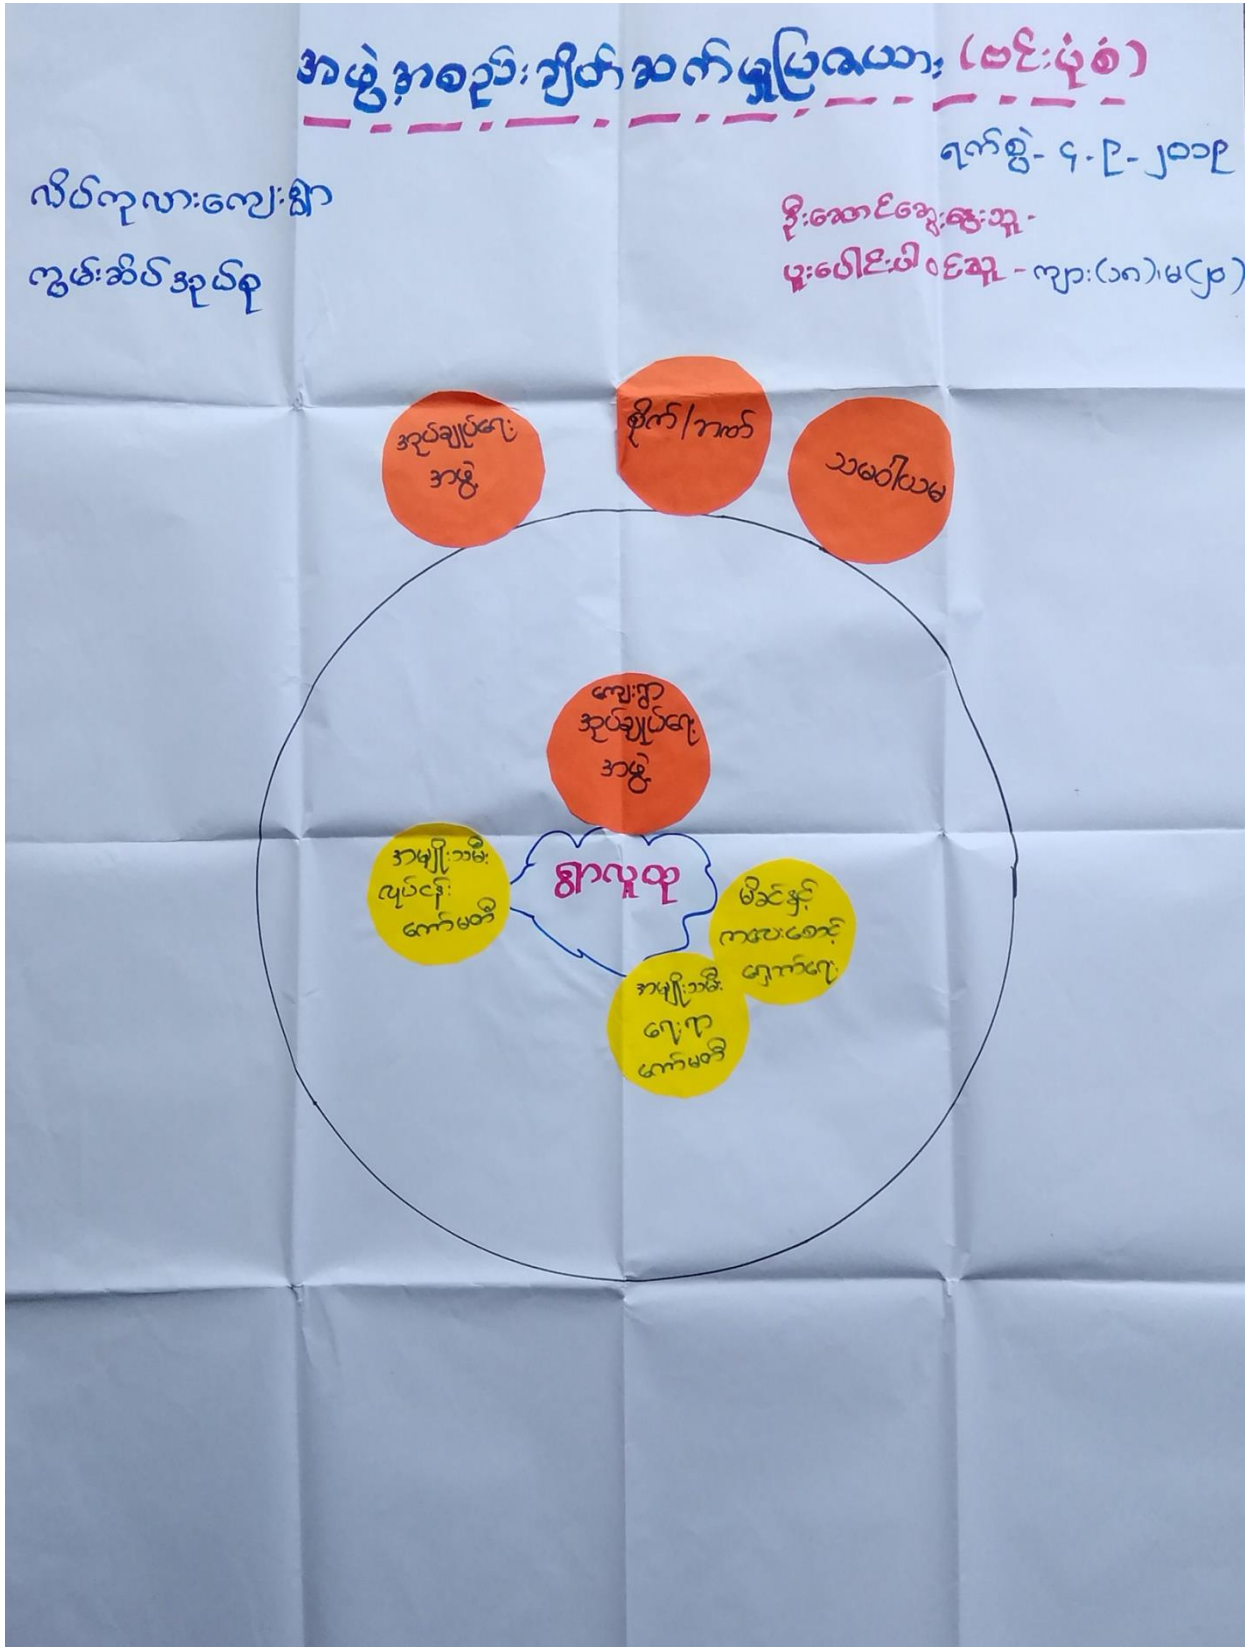 အဖွဲ့အစည်းချိတ်ဆက်မှုပြဇယား (ဗင်းပုံစံ)
ရက်စွဲ - ၄ - ၉ - ၂၀၁၉
လိပ်ကုလားကျေးရွာ
ဦးဆောင်ဆွေးနွေးသူ -
ကွမ်းဆိပ်အုပ်စု
ပူးပေါင်းပါဝင်သူ - ကျား(၁၈)၊မ(၂၀)
အုပ်ချုပ်ရေး
အဖွဲ့
စိုက်/ဘဏ်
သမဝါယမ
ကျေးရွာ
အုပ်ချုပ်ရေး
အဖွဲ့
ရွာလူထု
အမျိုးသမီး
လုပ်ငန်း
ကော်မတီ
မိခင်နှင့်
ကလေးစောင့်
ရှောက်ရေး
အမျိုးသမီး
ရေးရာ
ကော်မတီ